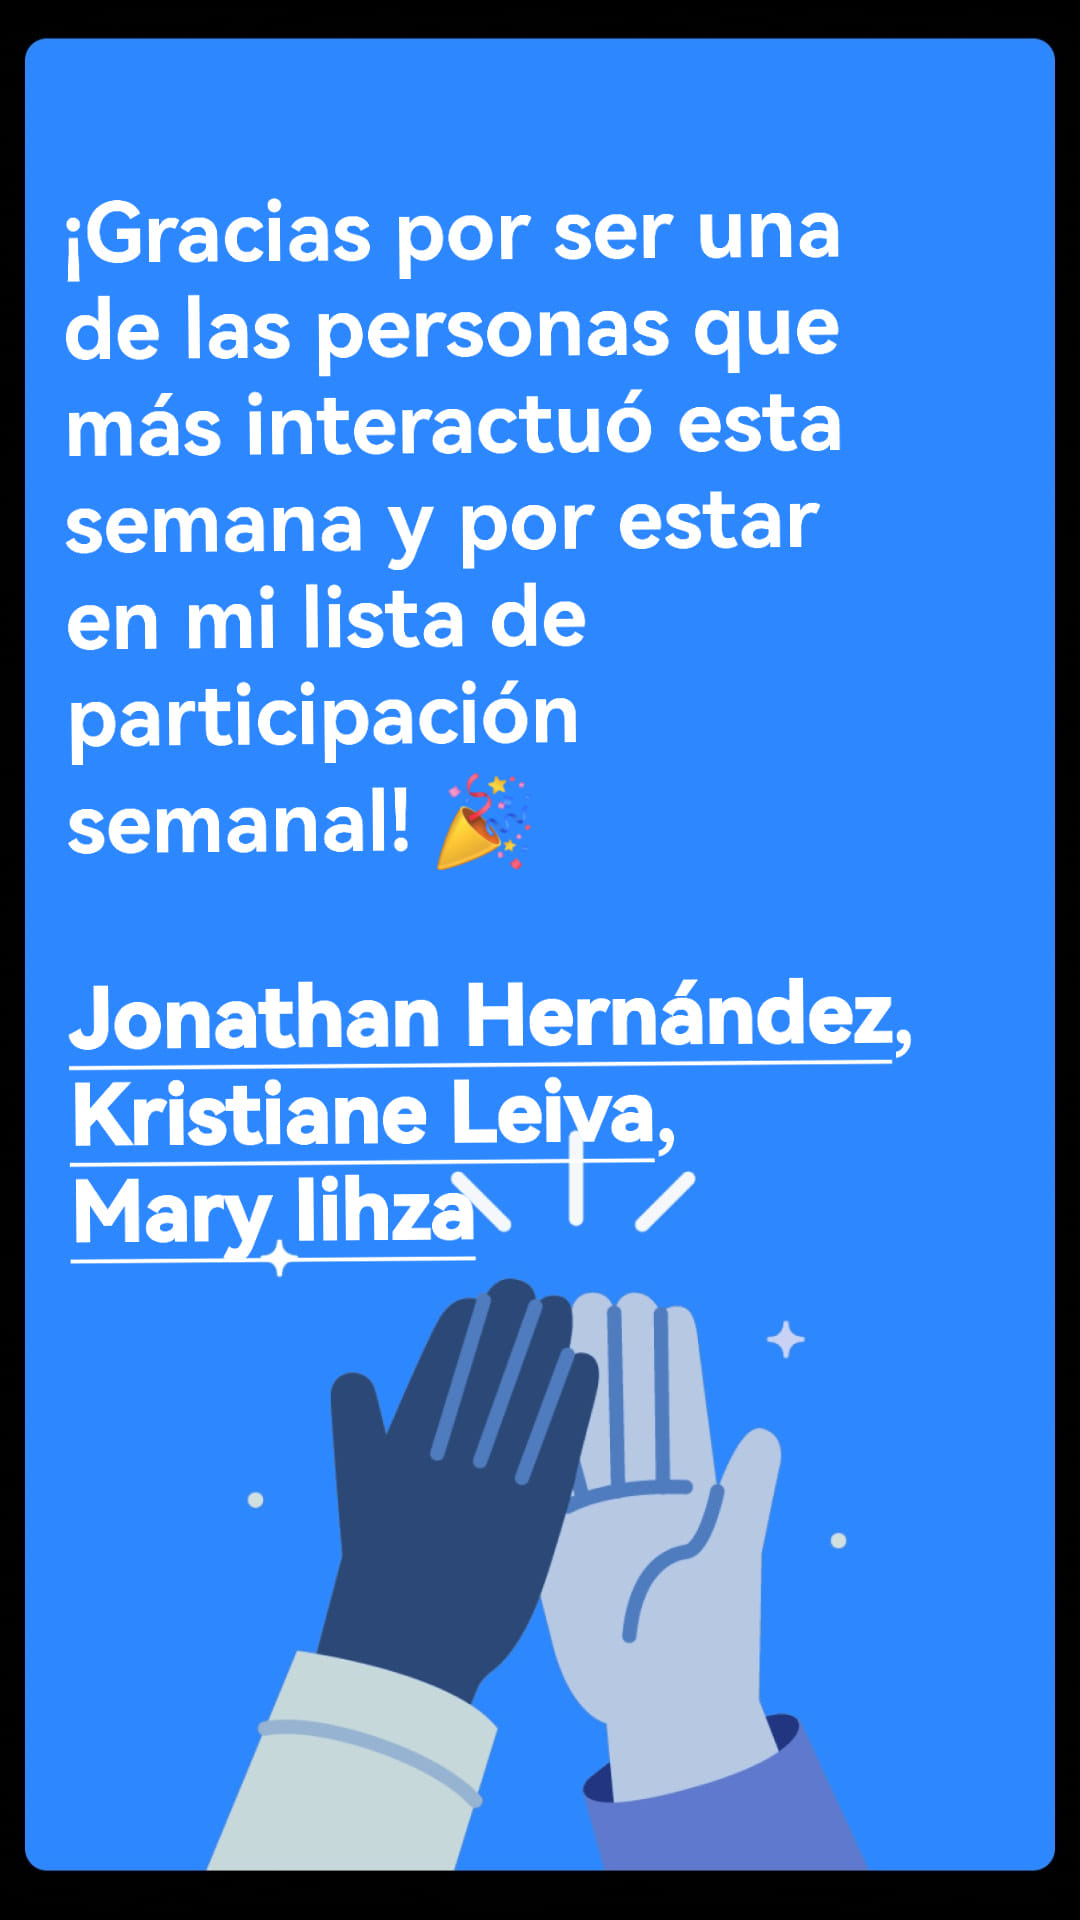 ¡Gracias por ser una
de las personas que
más interactuó esta
semana y por estar
en mi lista de
participación
semanal! 🎉
Jonathan Hernández,
Kristiane Leiva,
Mary lihza